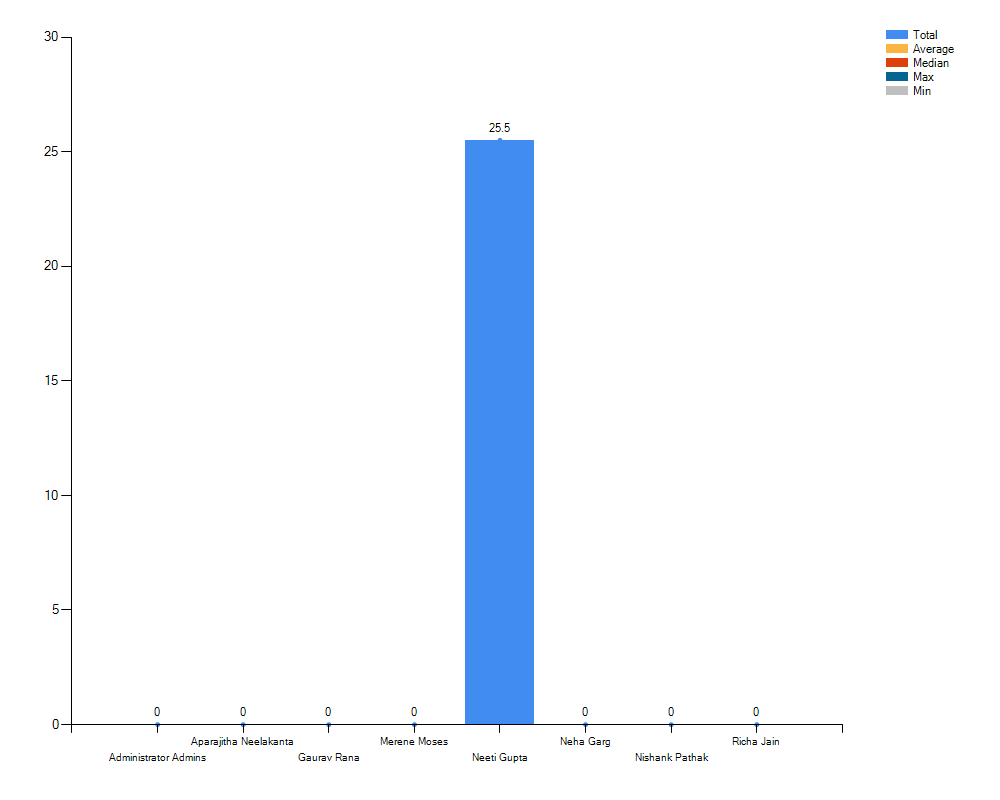 30
25
20
15
10
5
0
25.5
0
0
0
0
0
0
0
Aparajitha Neelakanta
Merene Moses
Neha Garg
Richa Jain
Administrator Admins
Gaurav Rana
Neeti Gupta
Nishank Pathak
Total
Average
Median
Max
Min